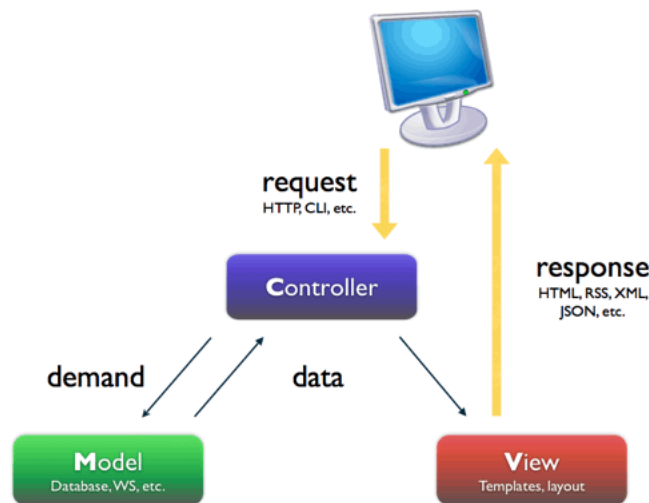 request
HTTP, CLI, etc.
Controller
response
HTML, RSS, XML,
JSON, etc.
demand
data
Model
Database, WS, etc.
View
Templates, layout